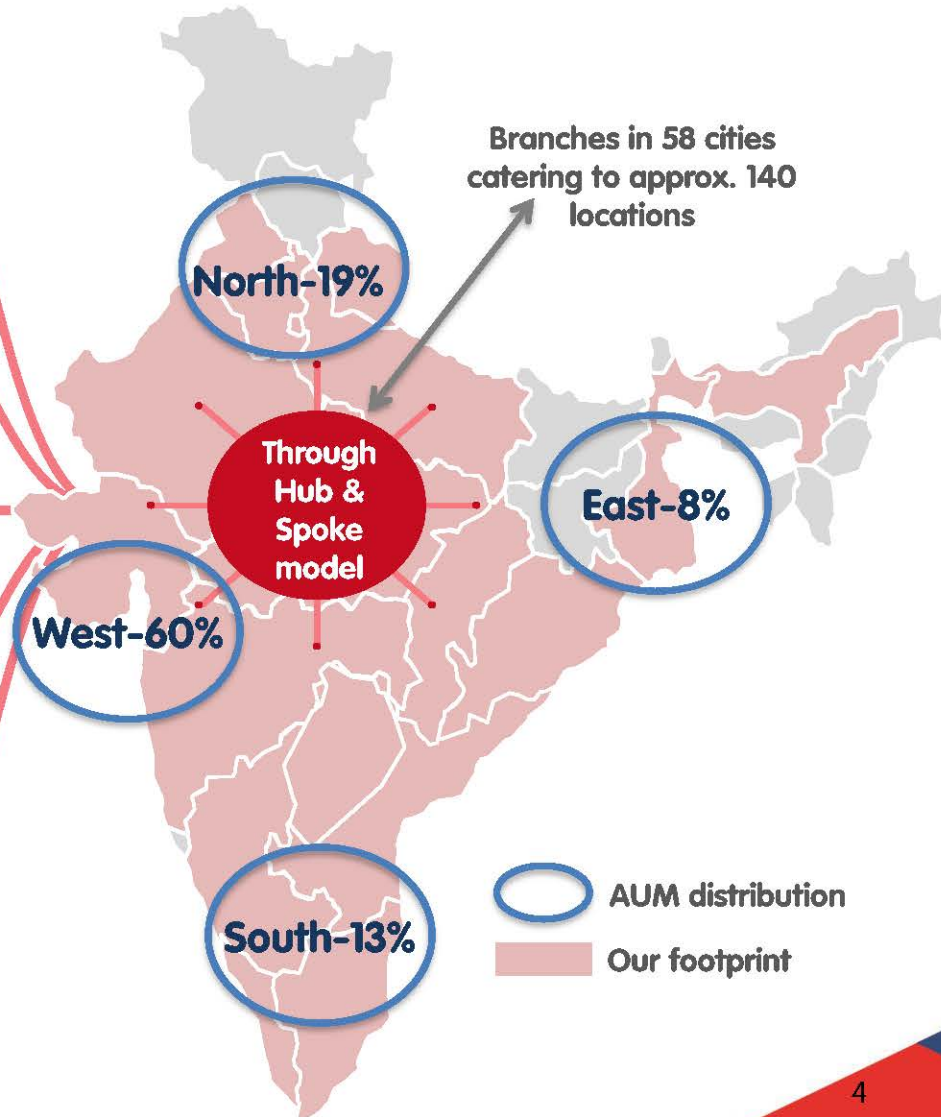 Branches in 58 cities
catering to approx. 140
locations
North-19%
Through
Hub &
Spoke
model
East-8%
West-60%
South-13%
AUM distribution
Our footprint
4